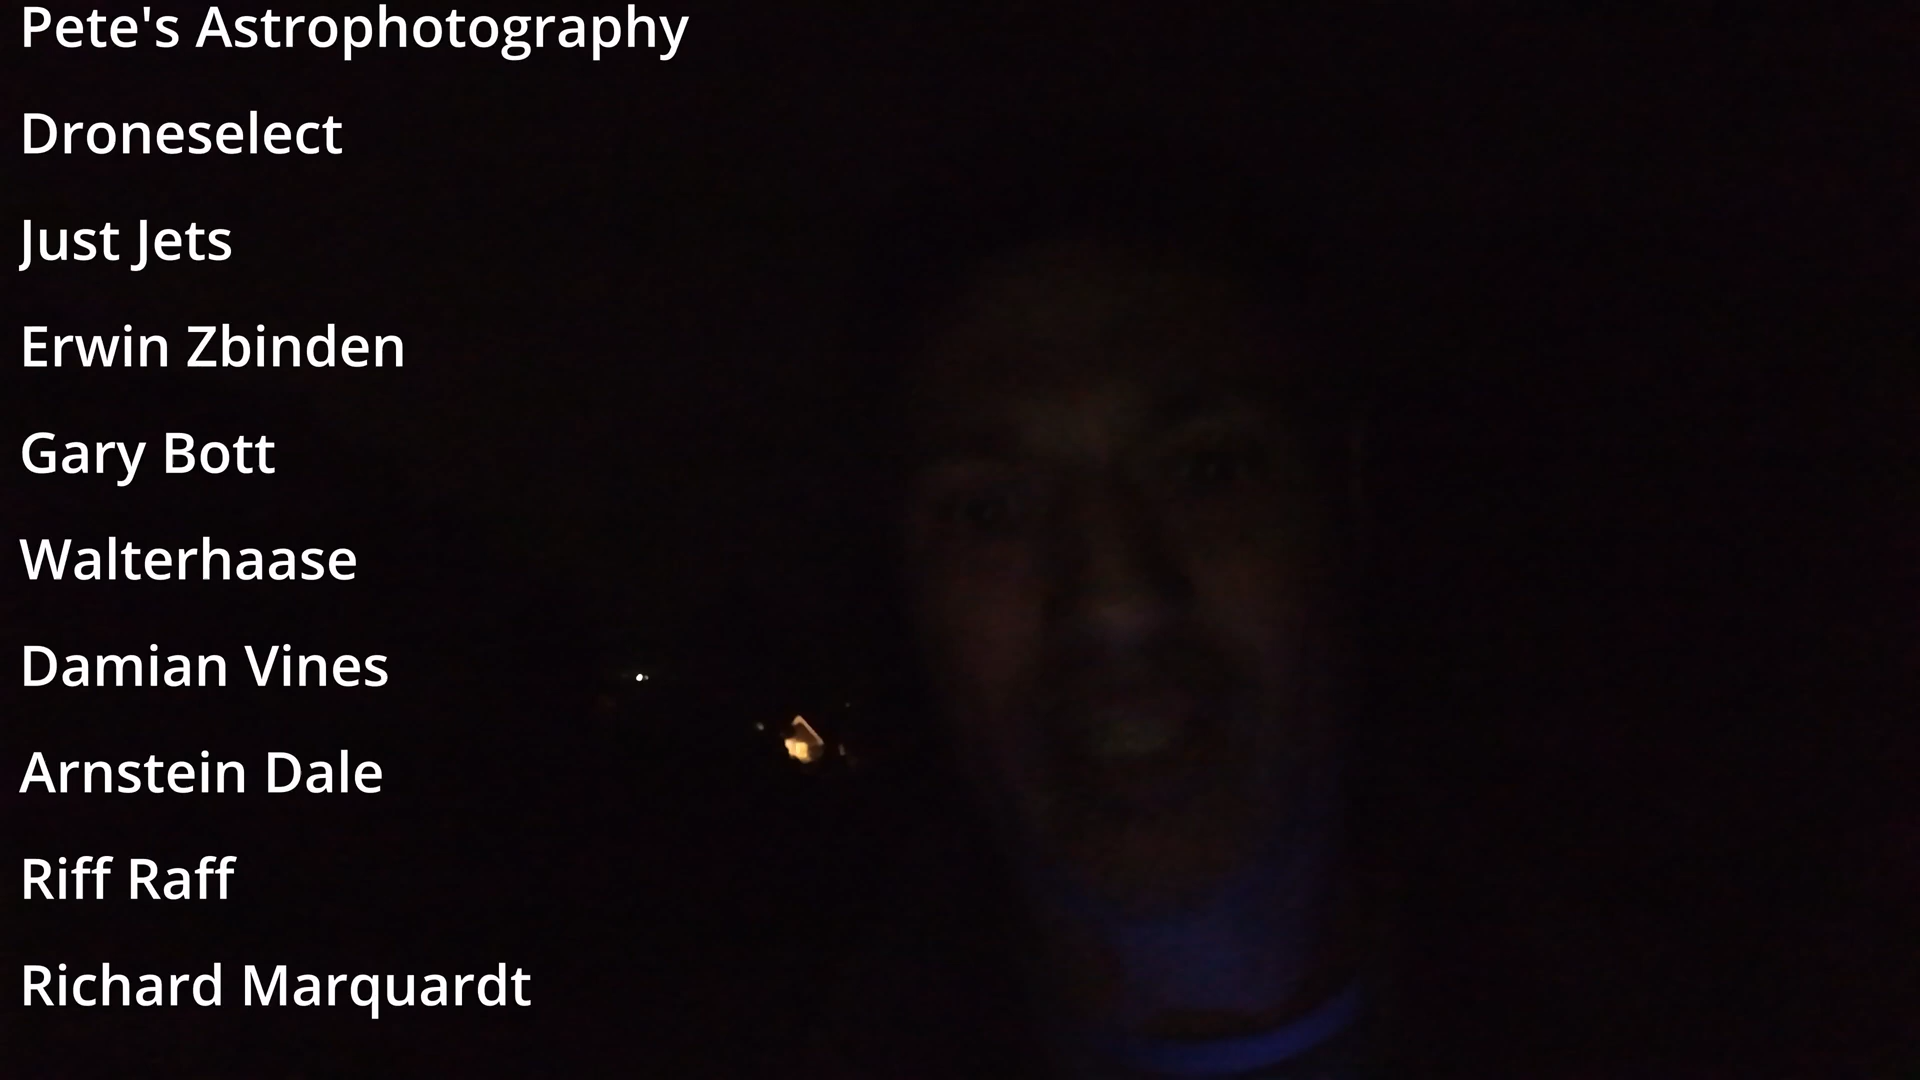 Pete's Astrophotography
Droneselect
Just Jets
Erwin Zbinden
Gary Bott
Walterhaase
Damian Vines
Arnstein Dale
Riff Raff
Richard Marquardt